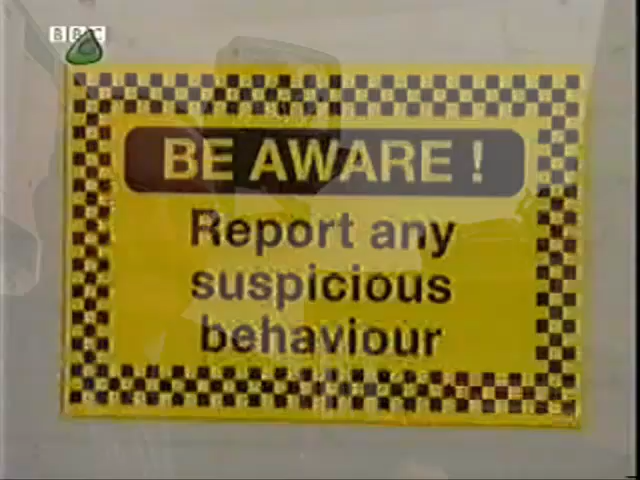 BBC
BE AWARE !
Report any
suspicious
behaviour